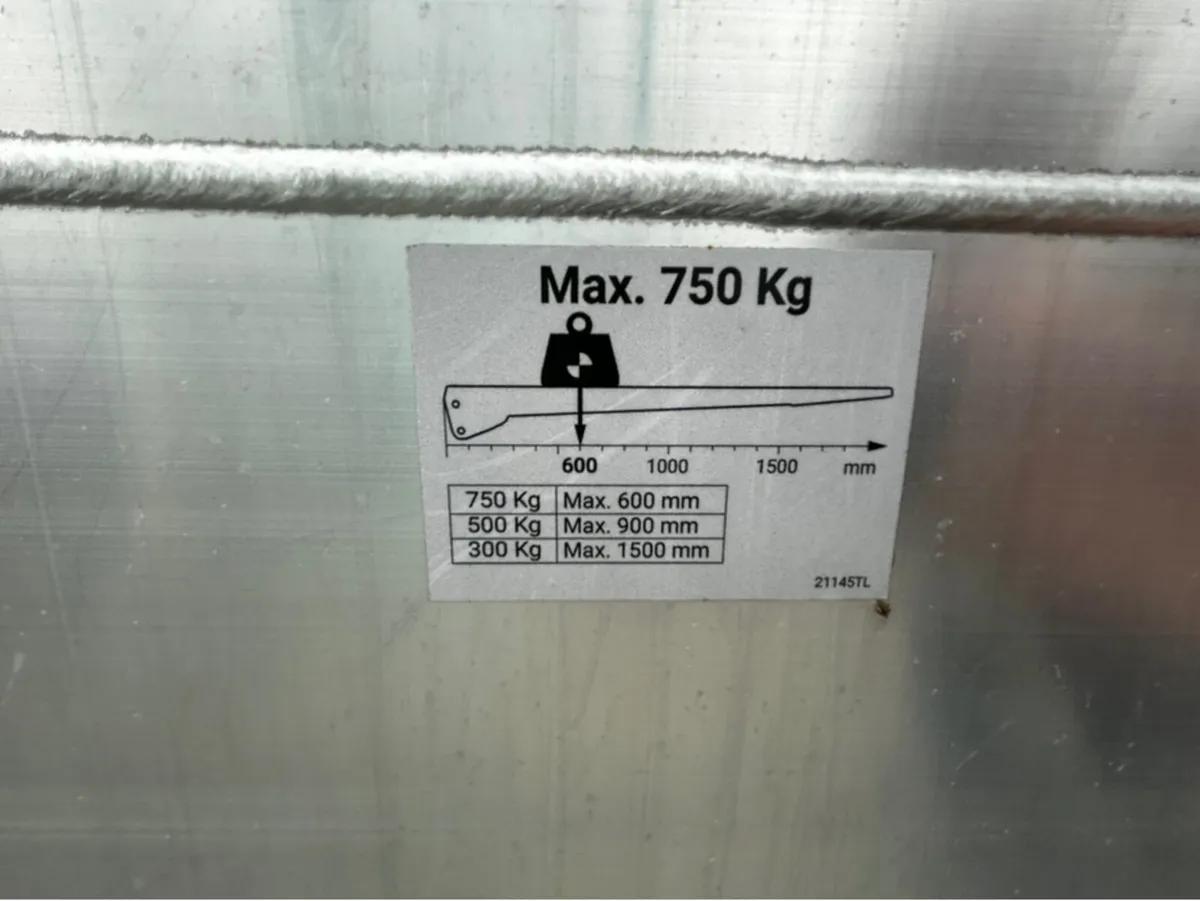 Max. 750 Kg
600 1000 1500 mm
750 Kg Max. 600 mm
500 Kg Max. 900 mm
300 Kg Max. 1500 mm
21145TL